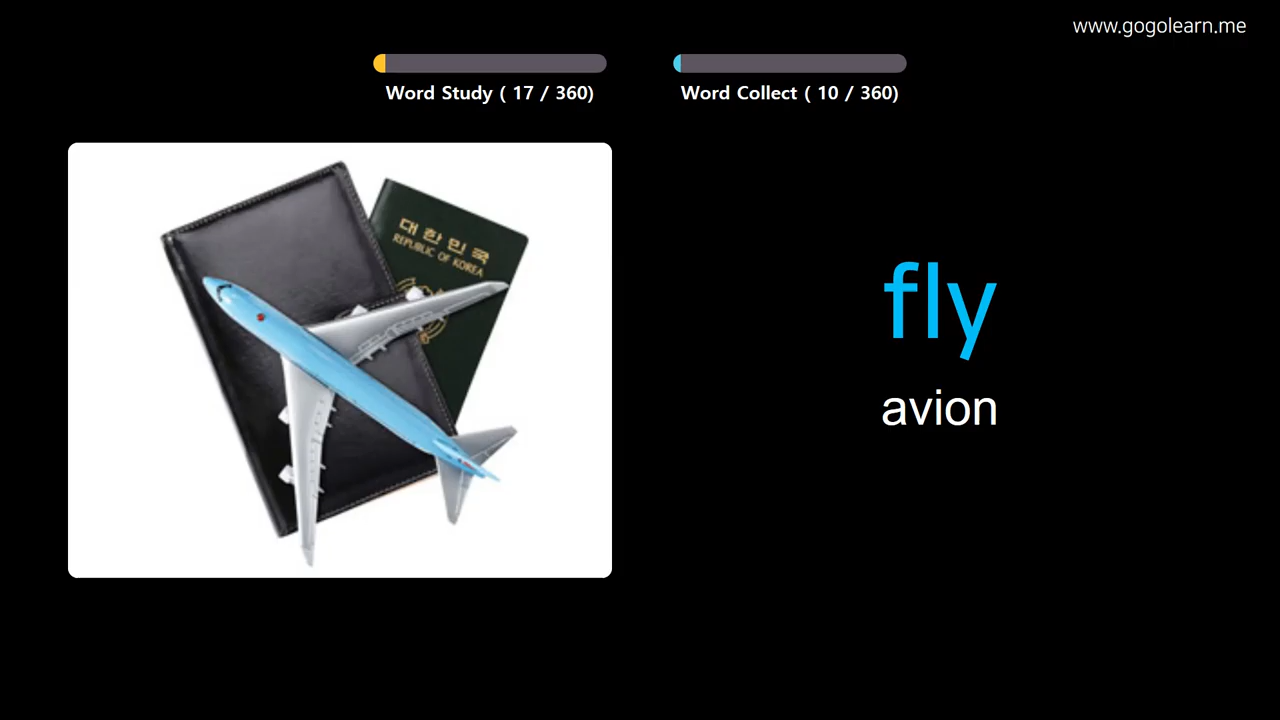 www.gogolearn.me
Word Study ( 17 / 360)
Word Collect ( 10 / 360)
대한민국
REPUBLIC OF KOREA
fly
avion